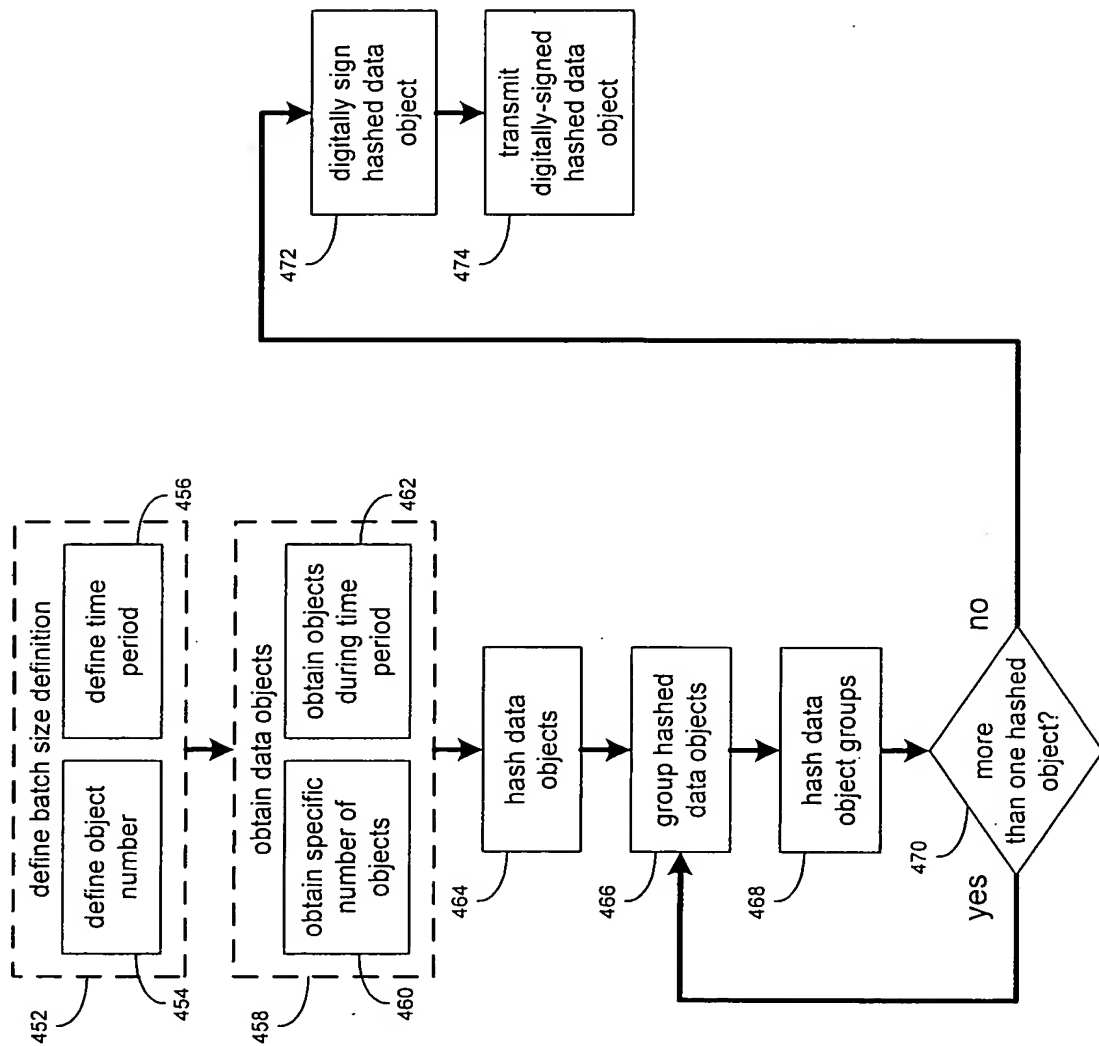 define batch size definition
define object
number
454
define time
period
456
452
obtain data objects
obtain specific
number of
objects
460
obtain objects
during time
period
462
458
hash data
objects
464
group hashed
data objects
466
hash data
object groups
468
more
than one hashed
object?
470
yes
no
digitally sign
hashed data
object
472
transmit
digitally-signed
hashed data
object
474